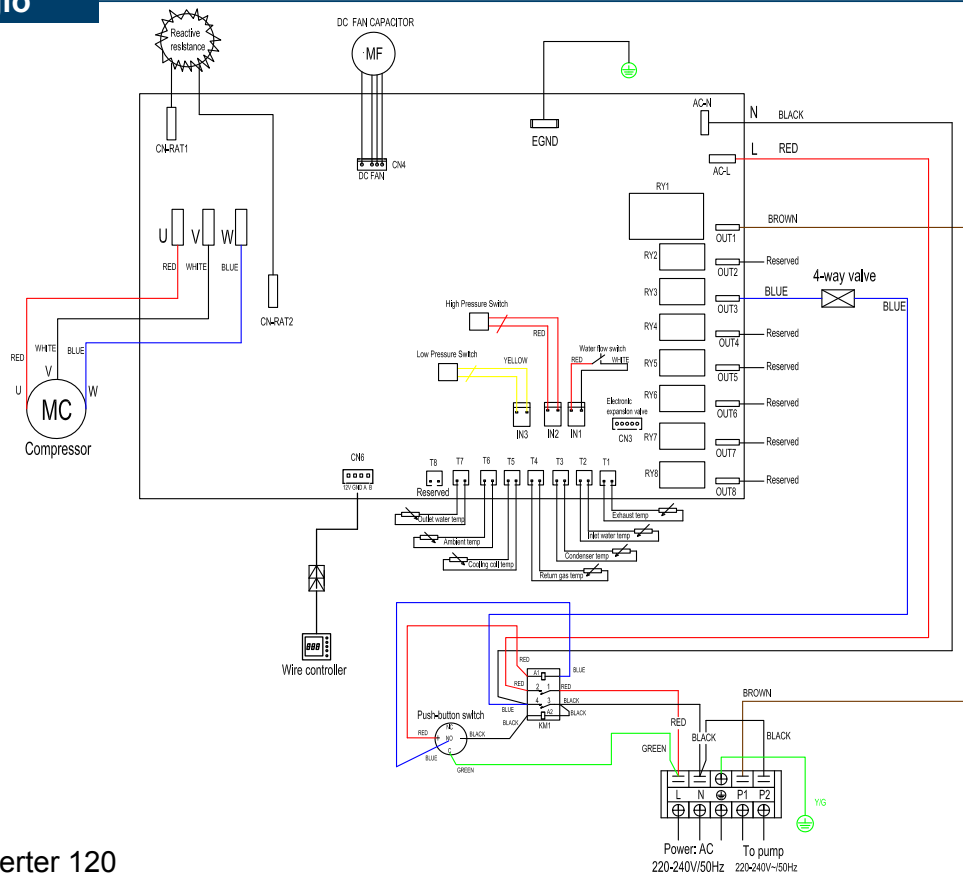 Reactive
resistance
DC FAN CAPACITOR
MF
CN-RAT1
CN4
DC FAN
EGND
AC-N
N
BLACK
L
RED
AC-L
RY1
BROWN
OUT1
U
V
W
RED
WHITE
BLUE
CN-RAT2
RY2
Reserved
OUT2
RY3
BLUE
4-way valve
BLUE
OUT3
RY4
Reserved
OUT4
RY5
Reserved
OUT5
RY6
Reserved
OUT6
RY7
Reserved
OUT7
RY8
Reserved
OUT8
High Pressure Switch
RED
Low Pressure Switch
YELLOW
Water flow switch
RED
WHITE
IN3
IN2
IN1
Electronic
expansion valve
CN3
RED
WHITE
BLUE
U
V
W
MC
Compressor
CN6
12V GND A B
T8
T7
T6
T5
T4
T3
T2
T1
Reserved
Outlet water temp
Exhaust temp
Ambient temp
Inlet water temp
Cooling coil temp
Condenser temp
Return gas temp
Wire controller
RED
A1
BLUE
RED
2 1
RED
BLUE
4 3
BLACK
BLACK
A2
BLACK
KM1
Push-button switch
NC
RED
NO
BLACK
C
BLUE
GREEN
GREEN
RED
BLACK
BROWN
BLACK
L
N
P1
P2
Y/G
Power: AC
220-240V/50Hz
To pump
220-240V~/50Hz
erter 120